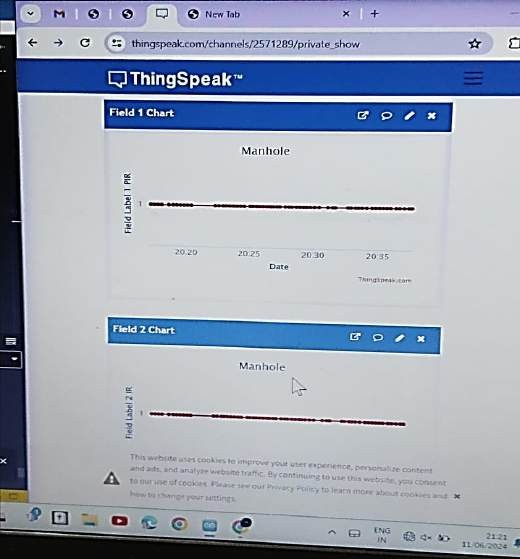 New Tab
thingspeak.com/channels/2571289/private_show
ThingSpeak™
Field 1 Chart
Manhole
Field Label 1 PIR
1
20:20 20:25 20:30 20:35
Date
ThingSpeak.com
Field 2 Chart
Manhole
Field Label 2 IR
1
This website uses cookies to improve your user experience, personalize content
and ads, and analyze website traffic. By continuing to use this website, you consent
to our use of cookies. Please see our Privacy Policy to learn more about cookies and
how to change your settings.
ENG
IN
21:21
11/06/2024